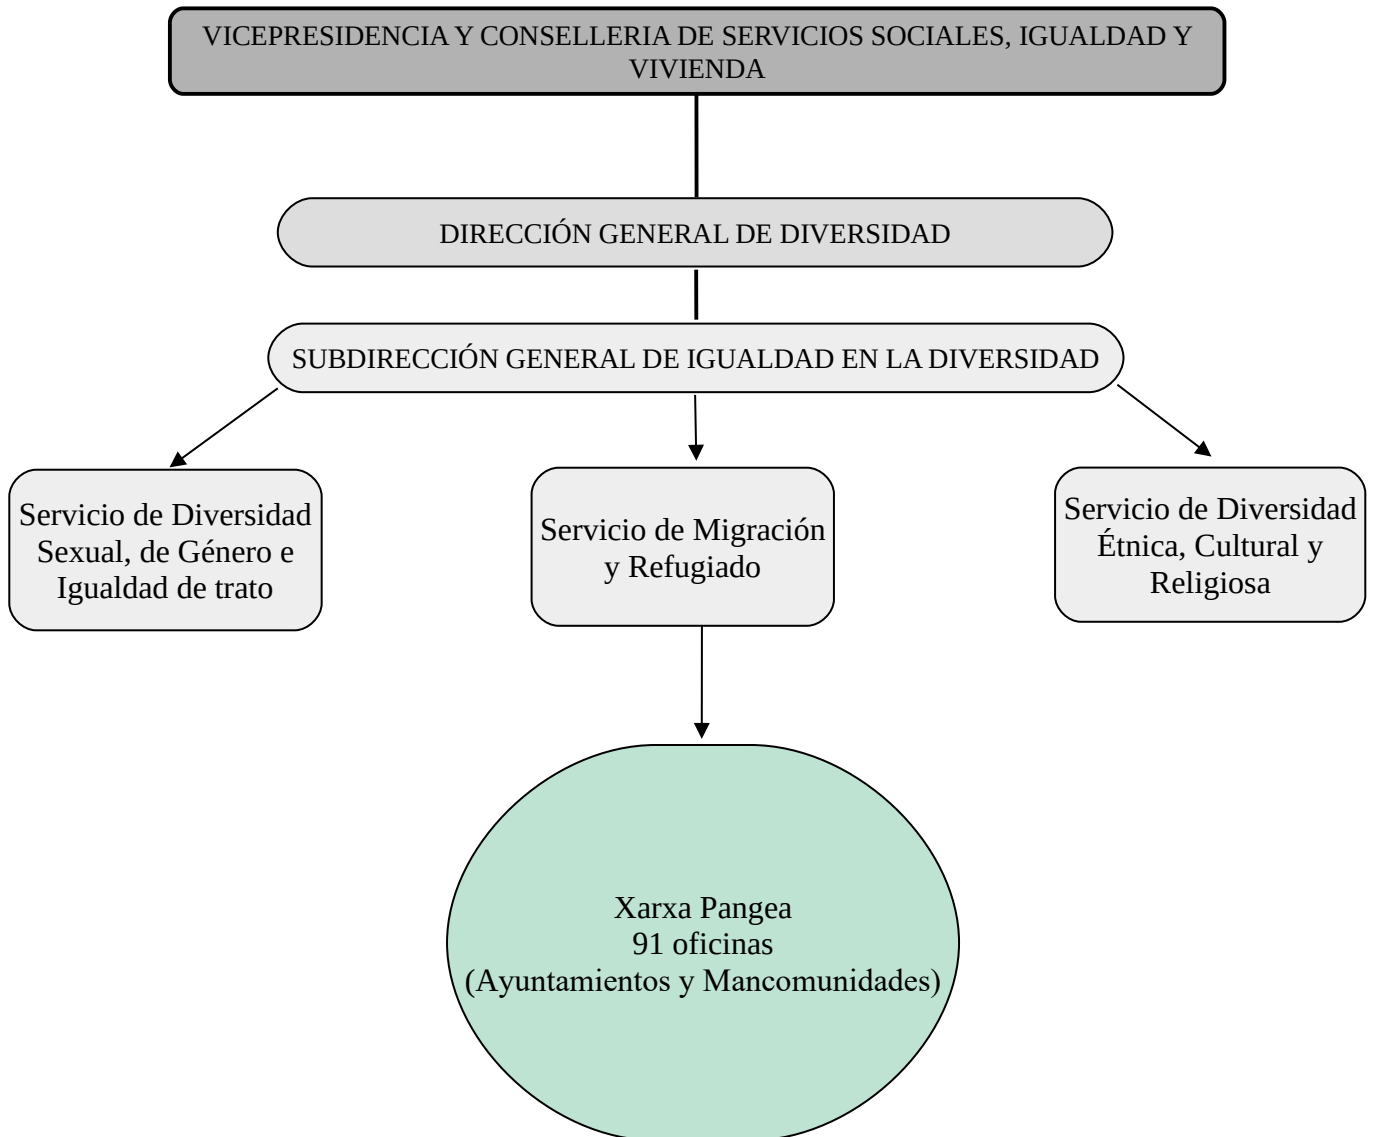 VICEPRESIDENCIA Y CONSELLERIA DE SERVICIOS SOCIALES, IGUALDAD Y
VIVIENDA
DIRECCIÓN GENERAL DE DIVERSIDAD
SUBDIRECCIÓN GENERAL DE IGUALDAD EN LA DIVERSIDAD
Servicio de Diversidad
Sexual, de Género e
Igualdad de trato
Servicio de Migración
y Refugiado
Servicio de Diversidad
Étnica, Cultural y
Religiosa
Xarxa Pangea
91 oficinas
(Ayuntamientos y Mancomunidades)